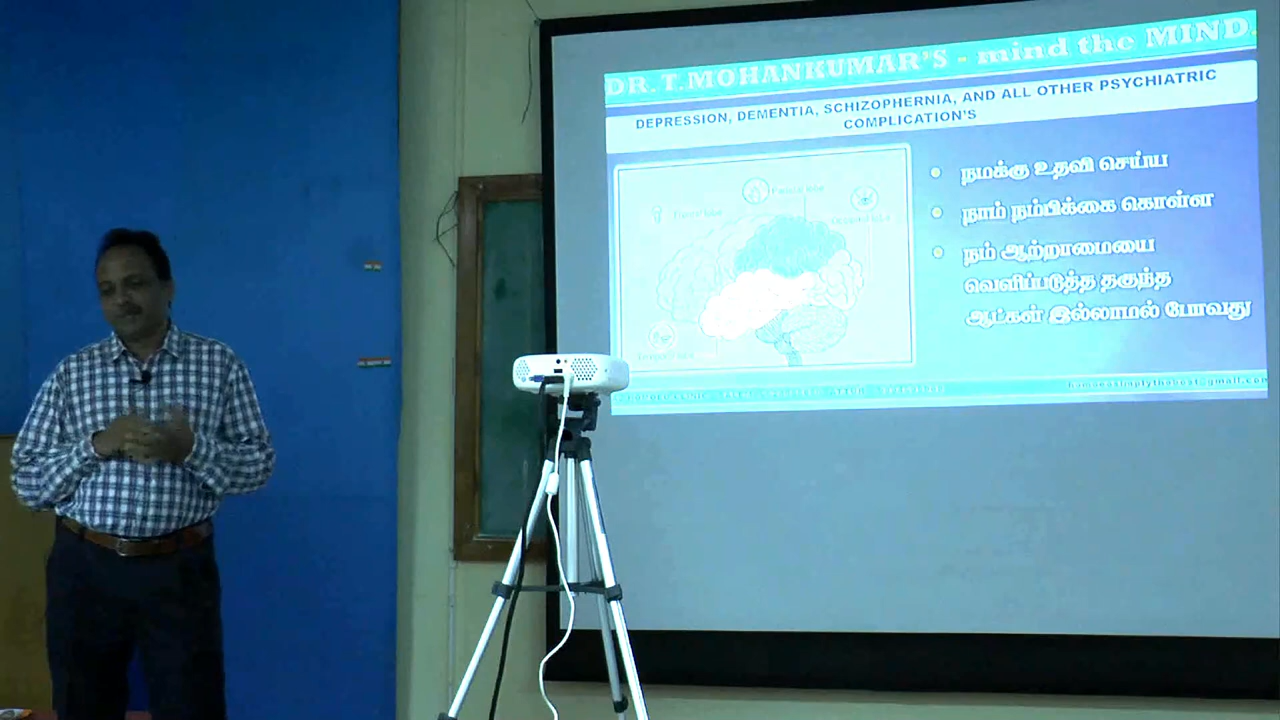 DR. T. MOHANKUMAR'S - mind the MIND
DEPRESSION, DEMENTIA, SCHIZOPHERNIA, AND ALL OTHER PSYCHIATRIC
COMPLICATION'S
நமக்கு உதவி செய்ய
நாம் நம்பிக்கை கொள்ள
நம் ஆற்றாமையை
வெளிப்படுத்த தகுந்த
ஆட்கள் இல்லாமல் போவது